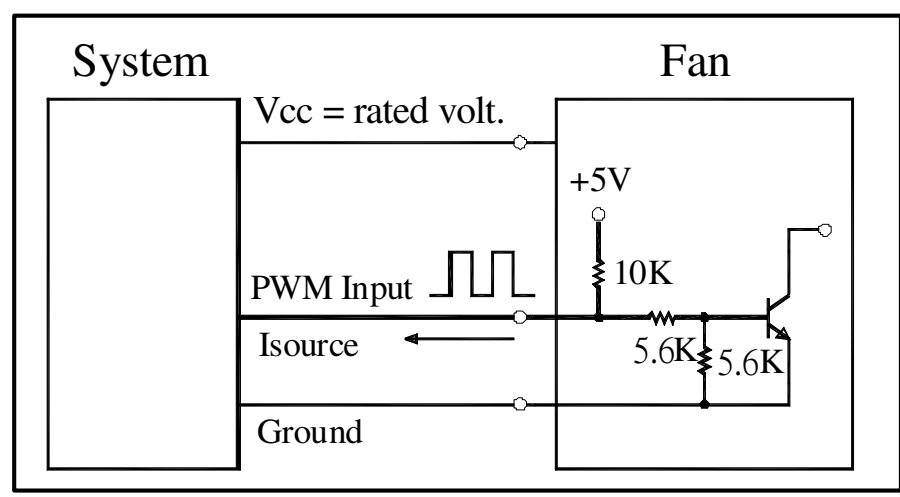 System
Fan
Vcc = rated volt.
+5V
10K
PWM Input
Isource
5.6K
5.6K
Ground